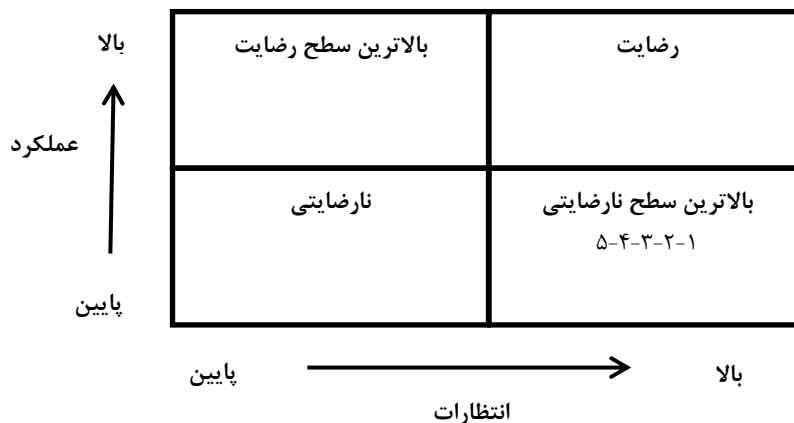 بالا
رضایت
بالاترین سطح رضایت
عملکرد
بالاترین سطح نارضایتی
۱-۲-۳-۴-۵
نارضایتی
پایین
بالا
پایین
انتظارات